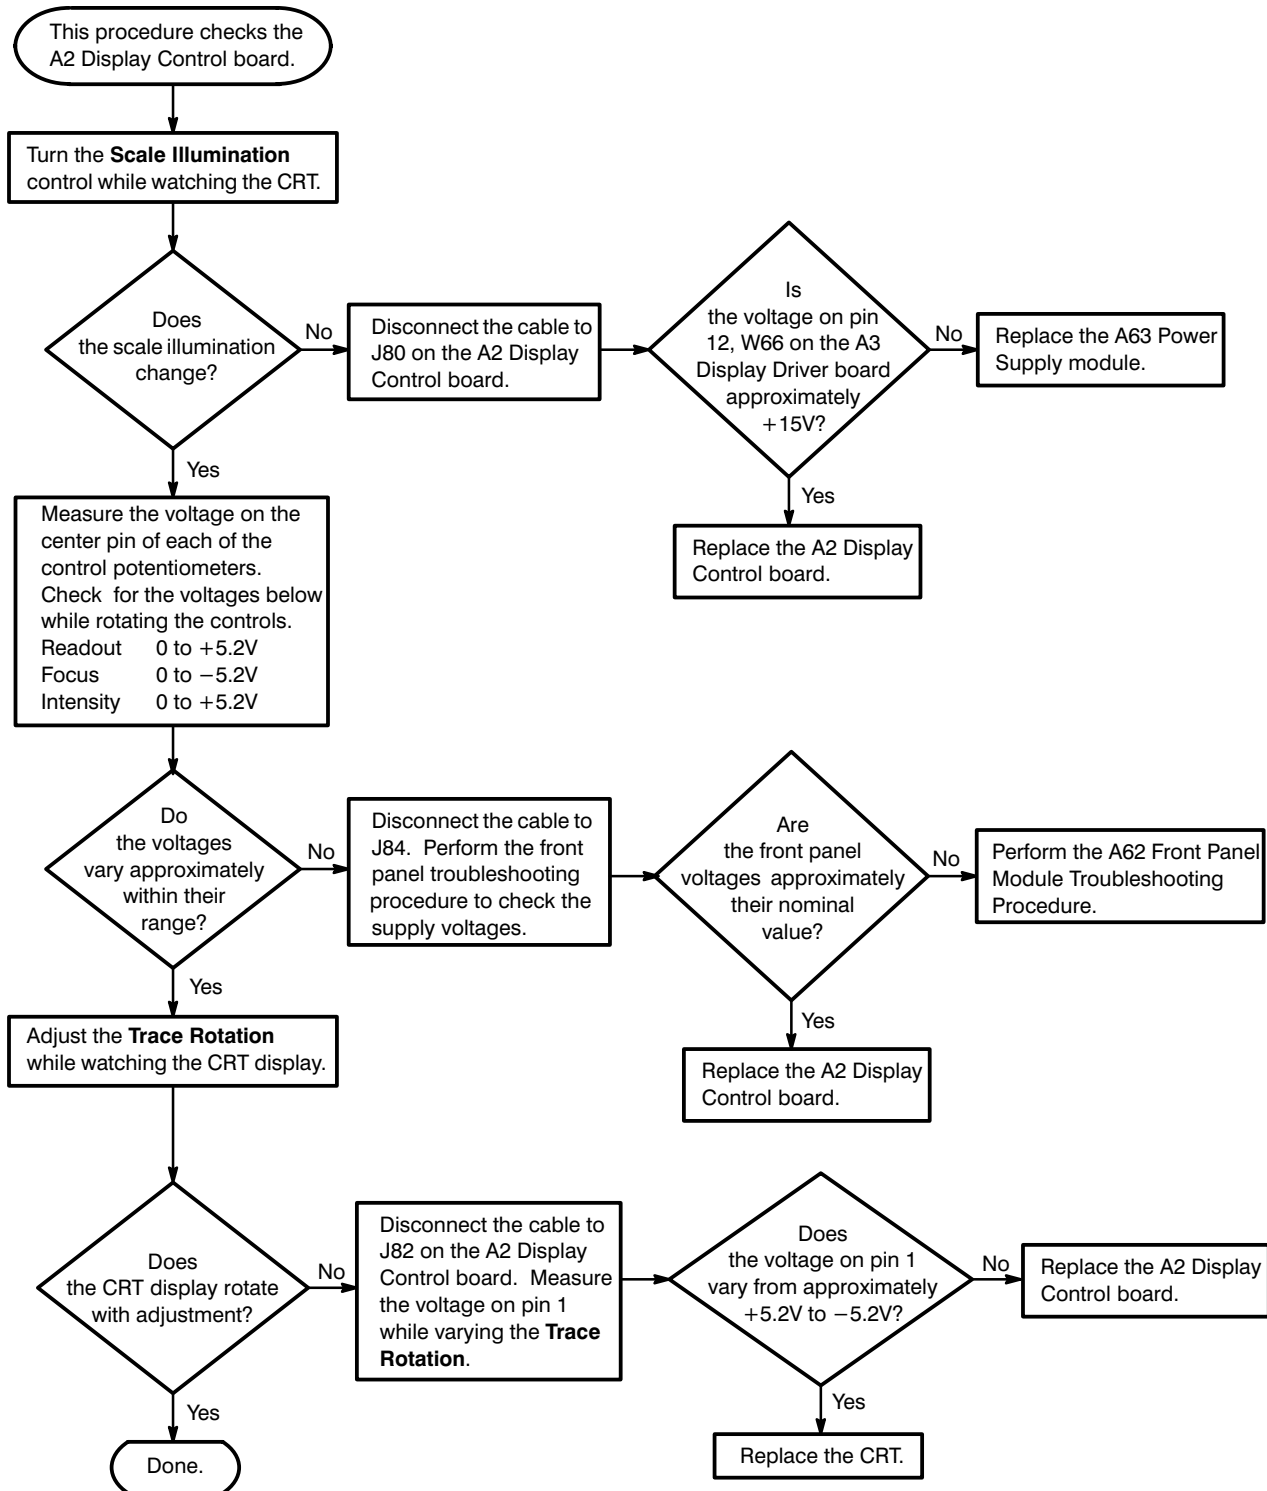 This procedure checks the
A2 Display Control board.
Turn the Scale Illumination
control while watching the CRT.
Does
the scale illumination
change?
No
Disconnect the cable to
J80 on the A2 Display
Control board.
Is
the voltage on pin
12, W66 on the A3
Display Driver board
approximately
+15V?
No
Replace the A63 Power
Supply module.
Yes
Replace the A2 Display
Control board.
Yes
Measure the voltage on the
center pin of each of the
control potentiometers.
Check for the voltages below
while rotating the controls.
Readout 0 to +5.2V
Focus 0 to −5.2V
Intensity 0 to +5.2V
Do
the voltages
vary approximately
within their
range?
No
Disconnect the cable to
J84. Perform the front
panel troubleshooting
procedure to check the
supply voltages.
Are
the front panel
voltages approximately
their nominal
value?
No
Perform the A62 Front Panel
Module Troubleshooting
Procedure.
Yes
Replace the A2 Display
Control board.
Yes
Adjust the Trace Rotation
while watching the CRT display.
Does
the CRT display rotate
with adjustment?
No
Disconnect the cable to
J82 on the A2 Display
Control board. Measure
the voltage on pin 1
while varying the Trace
Rotation.
Does
the voltage on pin 1
vary from approximately
+5.2V to −5.2V?
No
Replace the A2 Display
Control board.
Yes
Replace the CRT.
Yes
Done.